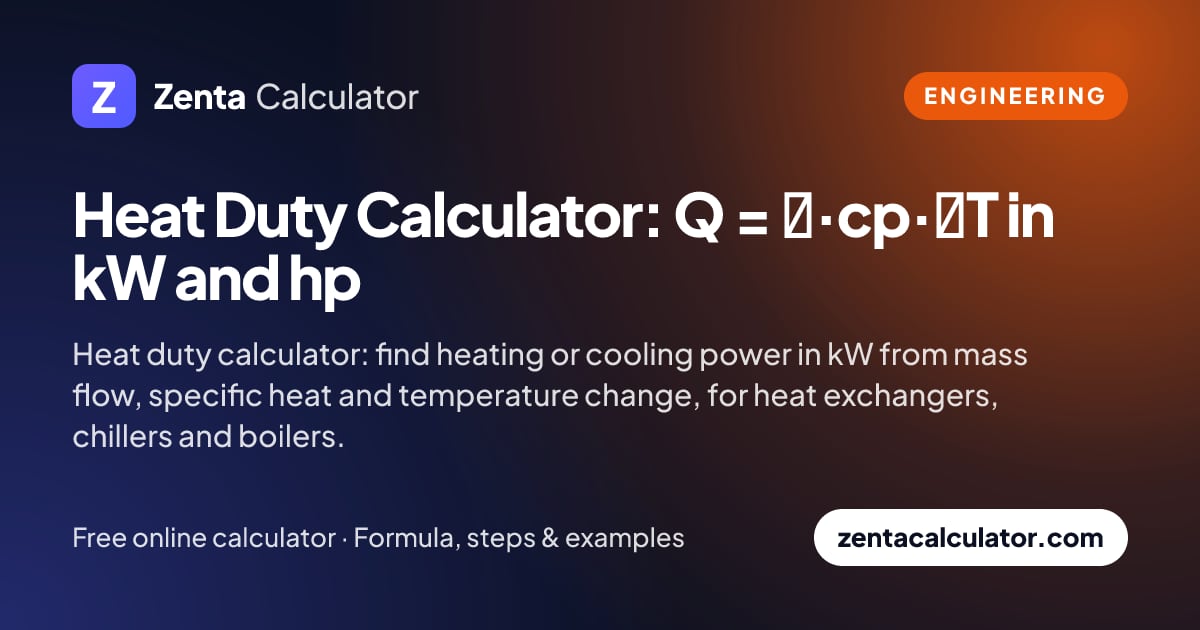 Z
Zenta Calculator
ENGINEERING
Heat Duty Calculator: Q = ▯·cp·▯T in
kW and hp
Heat duty calculator: find heating or cooling power in kW from mass
flow, specific heat and temperature change, for heat exchangers,
chillers and boilers.
Free online calculator · Formula, steps & examples
zentacalculator.com